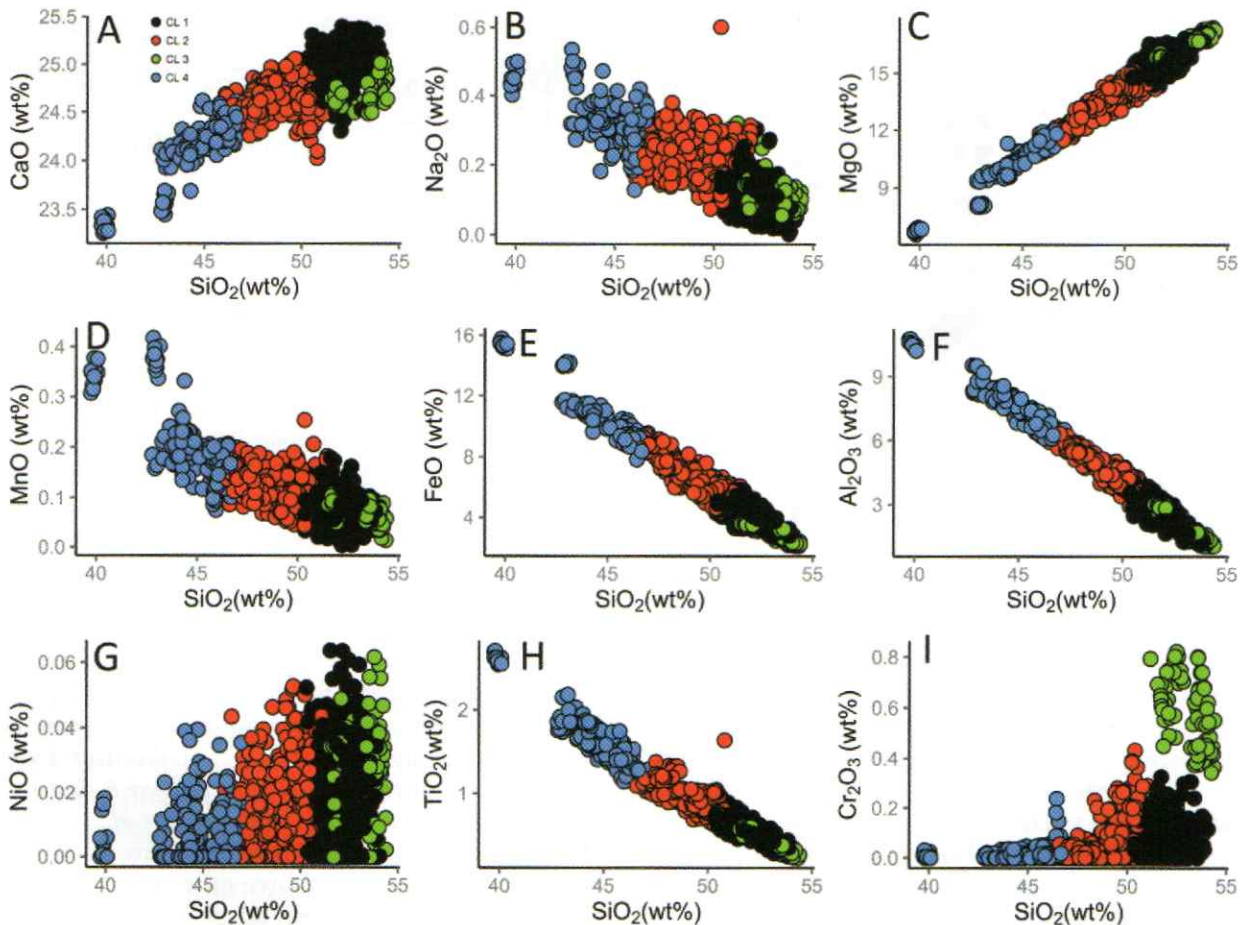 A
CL 1
CL 2
CL 3
CL 4
25.5
25.0
24.5
24.0
23.5
CaO (wt%)
40 45 50 55
SiO₂(wt%)
B
0.6
0.4
0.2
0.0
Na₂O (wt%)
40 45 50 55
SiO₂(wt%)
C
15
12
9
MgO (wt%)
40 45 50 55
SiO₂(wt%)
D
0.4
0.3
0.2
0.1
0.0
MnO (wt%)
40 45 50 55
SiO₂(wt%)
E
16
12
8
4
FeO (wt%)
40 45 50 55
SiO₂(wt%)
F
9
6
3
Al₂O₃ (wt%)
40 45 50 55
SiO₂(wt%)
G
0.06
0.04
0.02
0.00
NiO (wt%)
40 45 50 55
SiO₂(wt%)
H
2
1
TiO₂(wt%)
40 45 50 55
SiO₂(wt%)
I
0.8
0.6
0.4
0.2
0.0
Cr₂O₃ (wt%)
40 45 50 55
SiO₂(wt%)